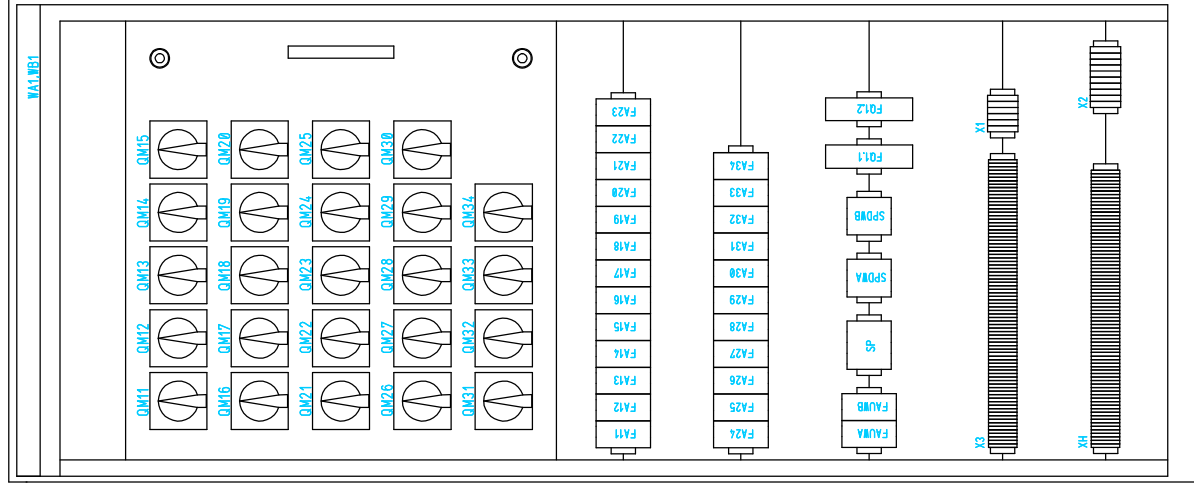 WA1.WB1
QM15
QM20
QM25
QM30
QM14
QM19
QM24
QM29
QM34
QM13
QM18
QM23
QM28
QM33
QM12
QM17
QM22
QM27
QM32
QM11
QM16
QM21
QM26
QM31
FA23
FA22
FA21
FA20
FA19
FA18
FA17
FA16
FA15
FA14
FA13
FA12
FA11
FA34
FA33
FA32
FA31
FA30
FA29
FA28
FA27
FA26
FA25
FA24
FQ1.2
FQ1.1
SPDWB
SPDWA
SP
FAUWB
FAUWA
X1
X3
X2
XH